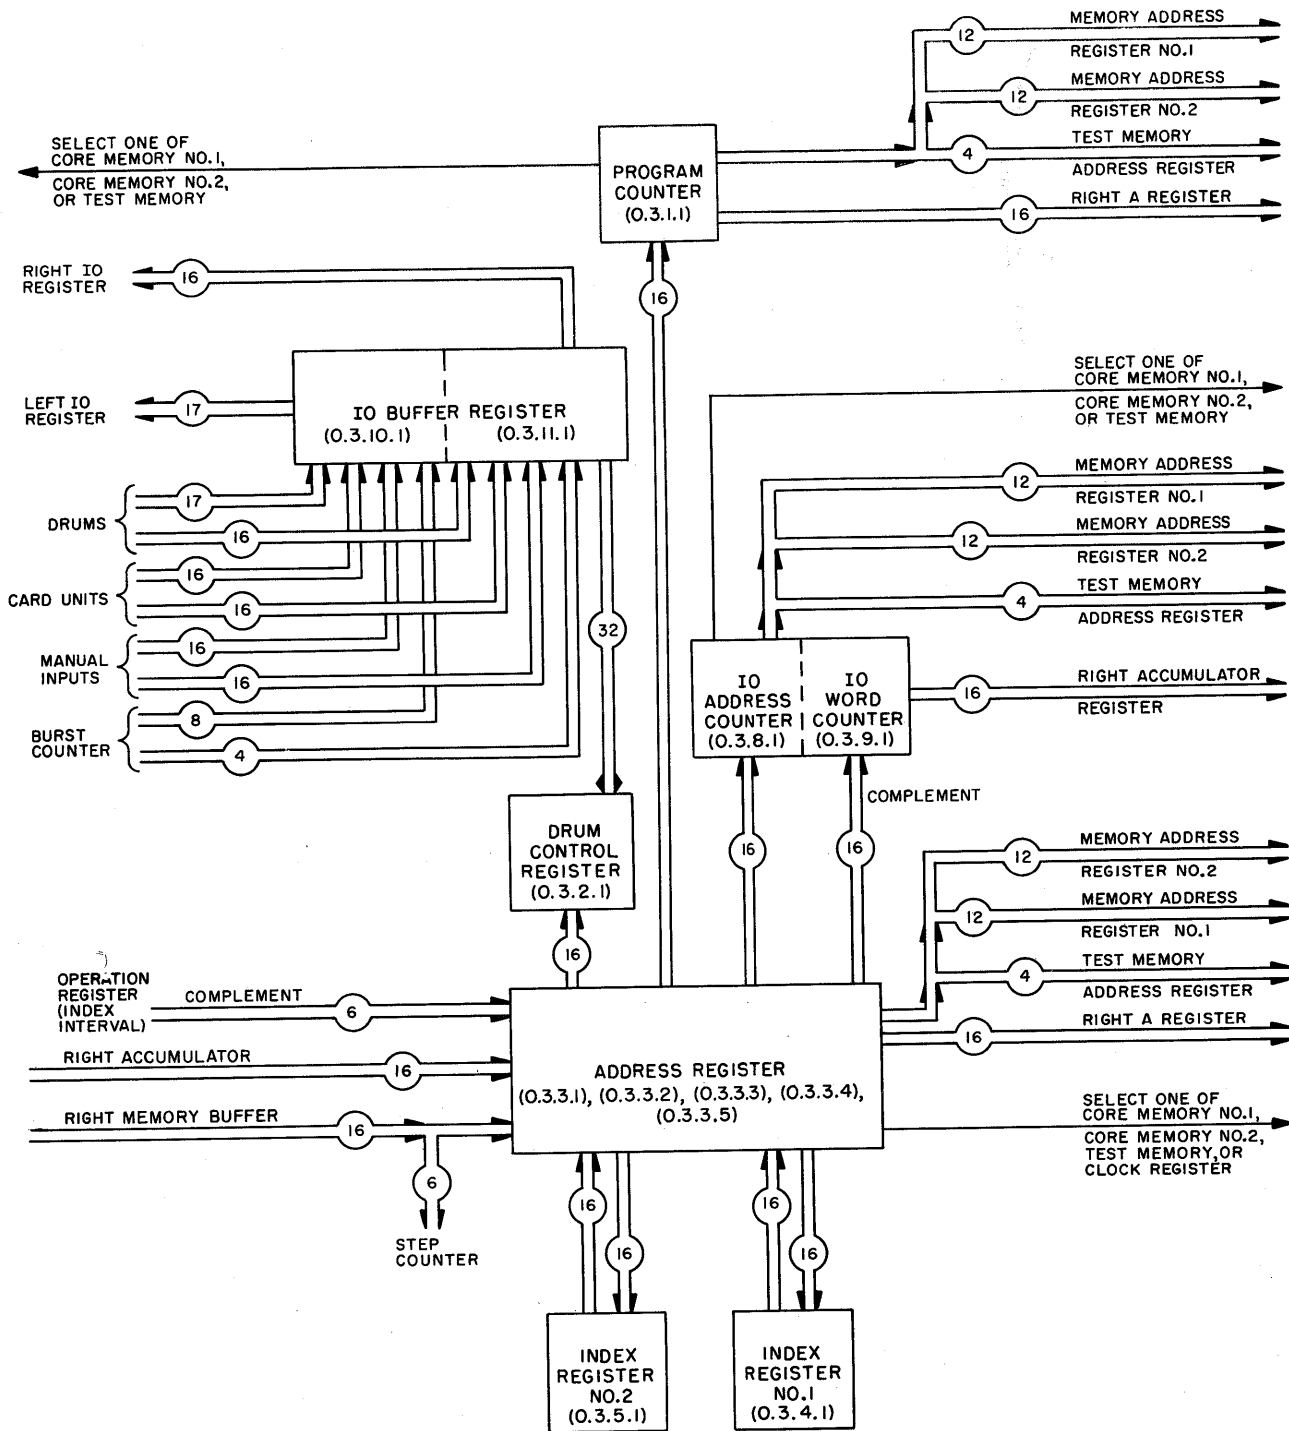 12
MEMORY ADDRESS
REGISTER NO.1
12
MEMORY ADDRESS
REGISTER NO.2
4
TEST MEMORY
ADDRESS REGISTER
16
RIGHT A REGISTER
SELECT ONE OF
CORE MEMORY NO.1,
CORE MEMORY NO.2,
OR TEST MEMORY
PROGRAM
COUNTER
(0.3.1.1)
16
RIGHT IO
REGISTER
16
LEFT IO
REGISTER
17
IO BUFFER REGISTER
(0.3.10.1)
(0.3.11.1)
DRUMS
17
16
CARD UNITS
16
16
MANUAL
INPUTS
16
16
BURST
COUNTER
8
4
32
SELECT ONE OF
CORE MEMORY NO.1,
CORE MEMORY NO.2,
OR TEST MEMORY
12
MEMORY ADDRESS
REGISTER NO.1
12
MEMORY ADDRESS
REGISTER NO.2
4
TEST MEMORY
ADDRESS REGISTER
IO
ADDRESS
COUNTER
(0.3.8.1)
IO
WORD
COUNTER
(0.3.9.1)
16
RIGHT ACCUMULATOR
REGISTER
COMPLEMENT
16
16
DRUM
CONTROL
REGISTER
(0.3.2.1)
16
12
MEMORY ADDRESS
REGISTER NO.2
12
MEMORY ADDRESS
REGISTER NO.1
4
TEST MEMORY
ADDRESS REGISTER
16
RIGHT A REGISTER
OPERATION
REGISTER
(INDEX
INTERVAL)
COMPLEMENT
6
RIGHT ACCUMULATOR
16
RIGHT MEMORY BUFFER
16
6
STEP
COUNTER
ADDRESS REGISTER
(0.3.3.1), (0.3.3.2), (0.3.3.3), (0.3.3.4),
(0.3.3.5)
SELECT ONE OF
CORE MEMORY NO.1,
CORE MEMORY NO.2,
TEST MEMORY, OR
CLOCK REGISTER
16
16
16
16
INDEX
REGISTER
NO.2
(0.3.5.1)
INDEX
REGISTER
NO.1
(0.3.4.1)